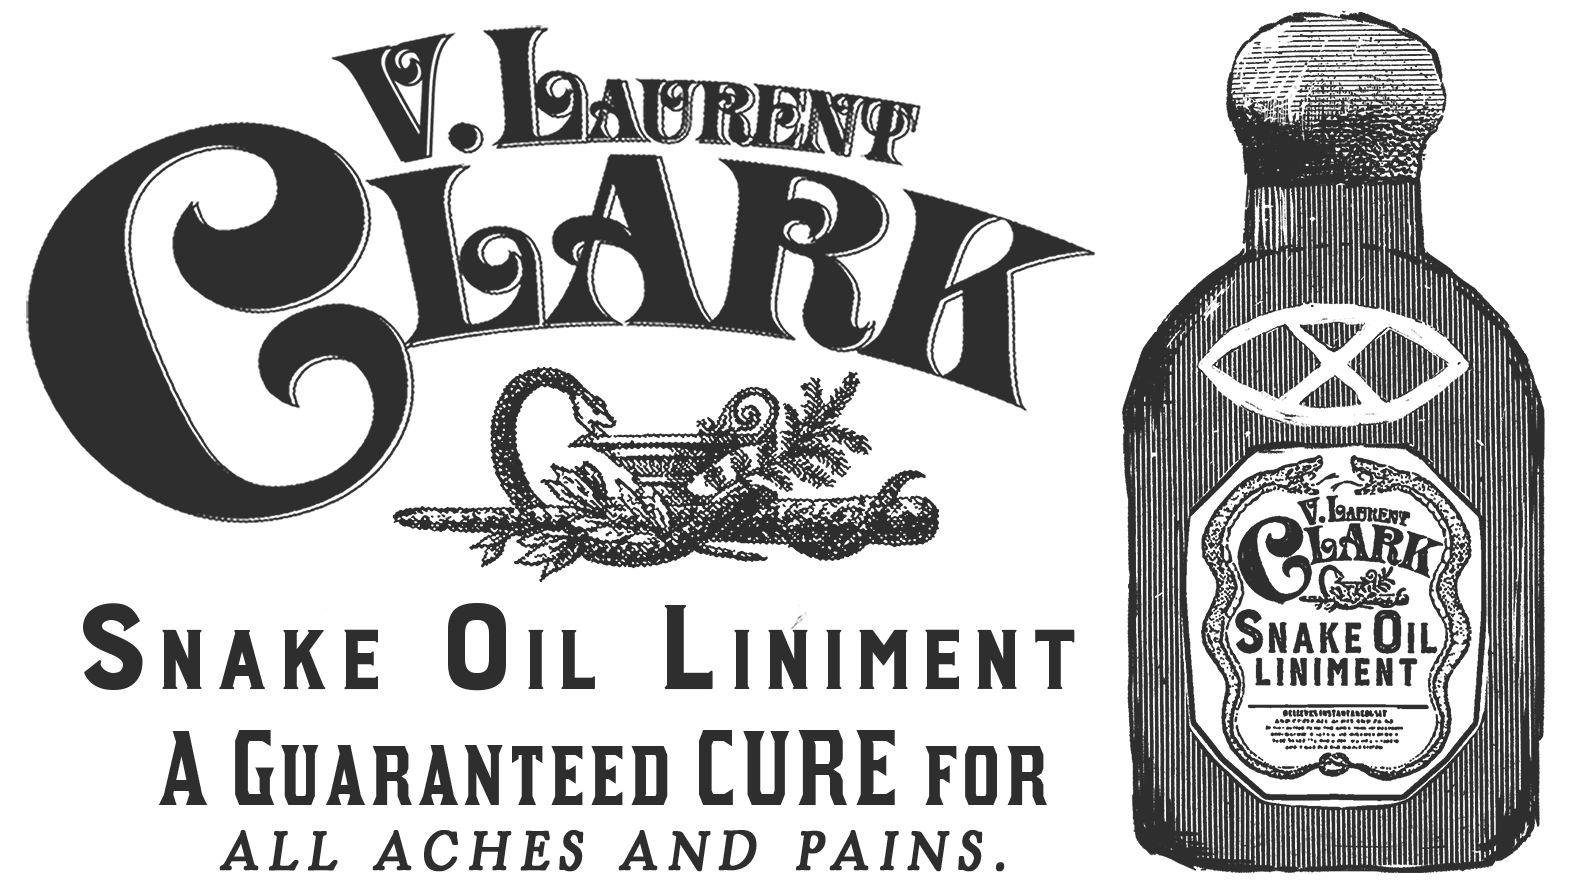 V. LAURENT
CLARK
SNAKE OIL LINIMENT
A GUARANTEED CURE FOR
ALL ACHES AND PAINS.
V. LAURENT
CLARK
SNAKE OIL
LINIMENT